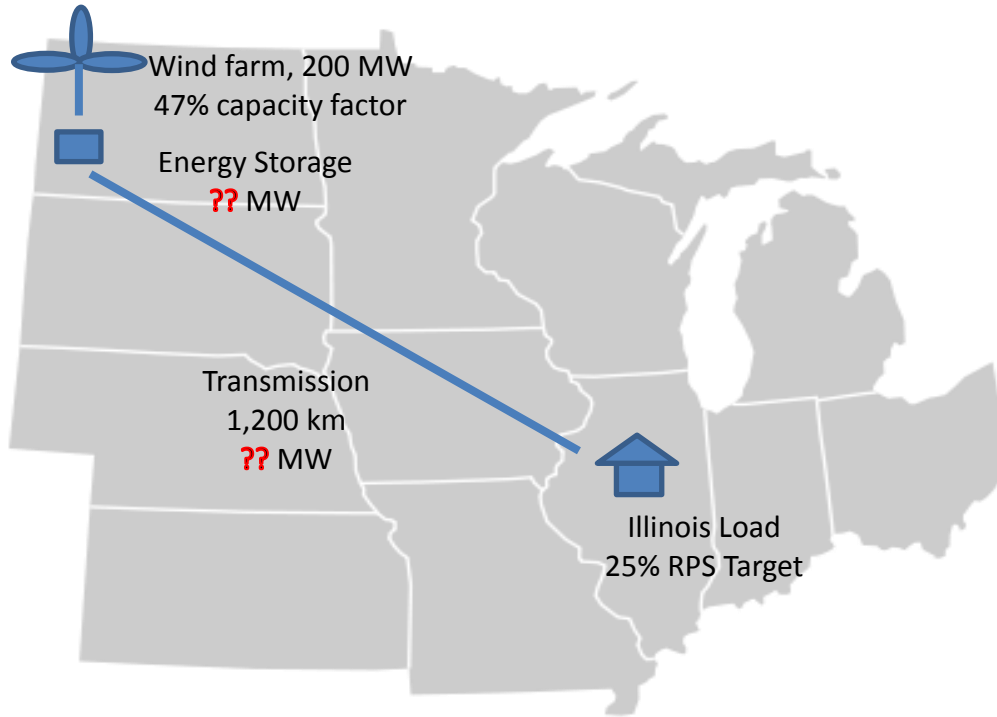 Wind farm, 200 MW
47% capacity factor
Energy Storage
?? MW
Transmission
1,200 km
?? MW
Illinois Load
25% RPS Target